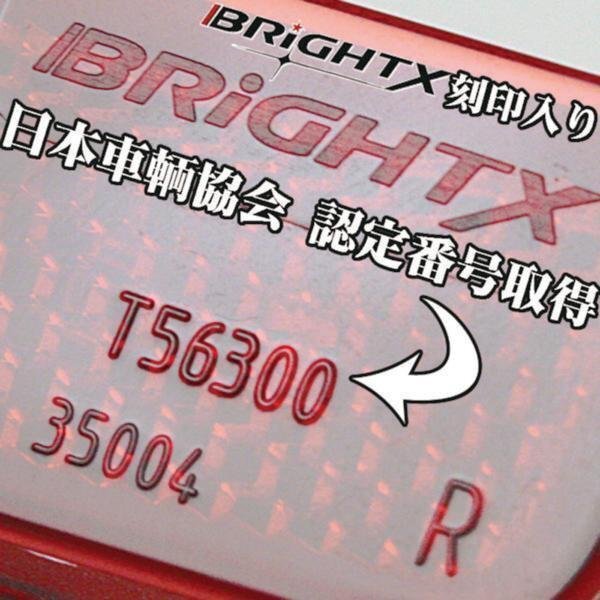 BRiGHTX 刻印入り
BRiGHTX
日本車輌協会 認定番号取得
T56300
35004
R